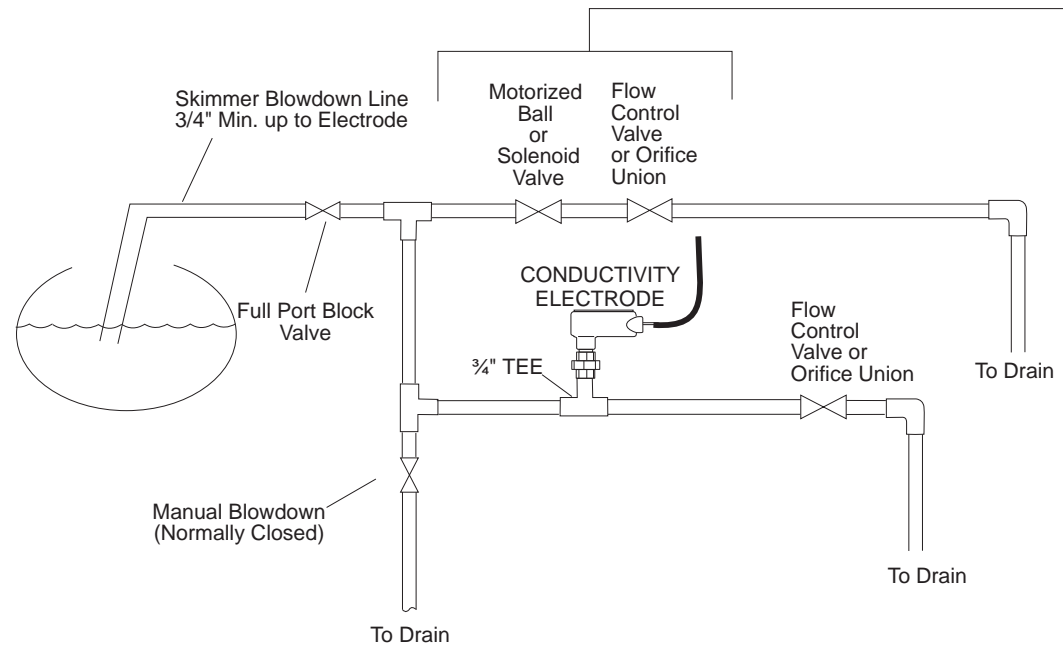 Skimmer Blowdown Line
3/4" Min. up to Electrode
Motorized
Ball
or
Solenoid
Valve
Flow
Control
Valve
or Orifice
Union
Full Port Block
Valve
CONDUCTIVITY
ELECTRODE
¾" TEE
Flow
Control
Valve or
Orifice Union
To Drain
Manual Blowdown
(Normally Closed)
To Drain
To Drain